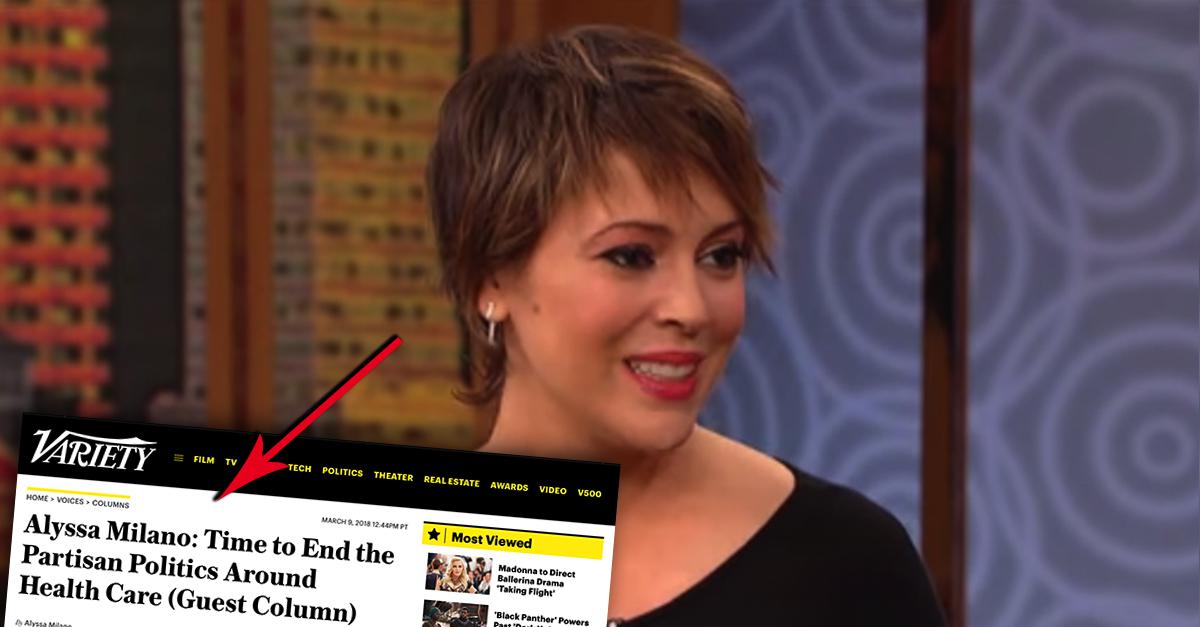 VARIETY
FILM TV TECH POLITICS THEATER REAL ESTATE AWARDS VIDEO V500
HOME > VOICES > COLUMNS
MARCH 9, 2018 12:44PM PT
Alyssa Milano: Time to End the
Partisan Politics Around
Health Care (Guest Column)
By Alyssa Milano
Most Viewed
Madonna to Direct
Ballerina Drama
'Taking Flight'
'Black Panther' Powers